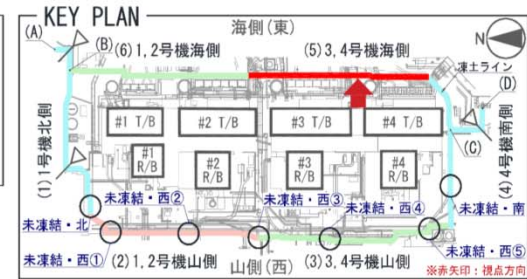 KEY PLAN
海側(東)
(A)
(B)
(6)1,2号機海側
(5)3,4号機海側
N
凍土ライン
(D)
#1 T/B
#2 T/B
#3 T/B
#4 T/B
(C)
(1)1号機北側
#1
R/B
#2
R/B
#3
R/B
#4
R/B
(4)4号機南側
未凍結・西②
未凍結・西③
未凍結・西④
未凍結・南
未凍結・北
未凍結・西①
(2)1,2号機山側
(3)3,4号機山側
未凍結・西⑤
山側(西)
※赤矢印：視点方向